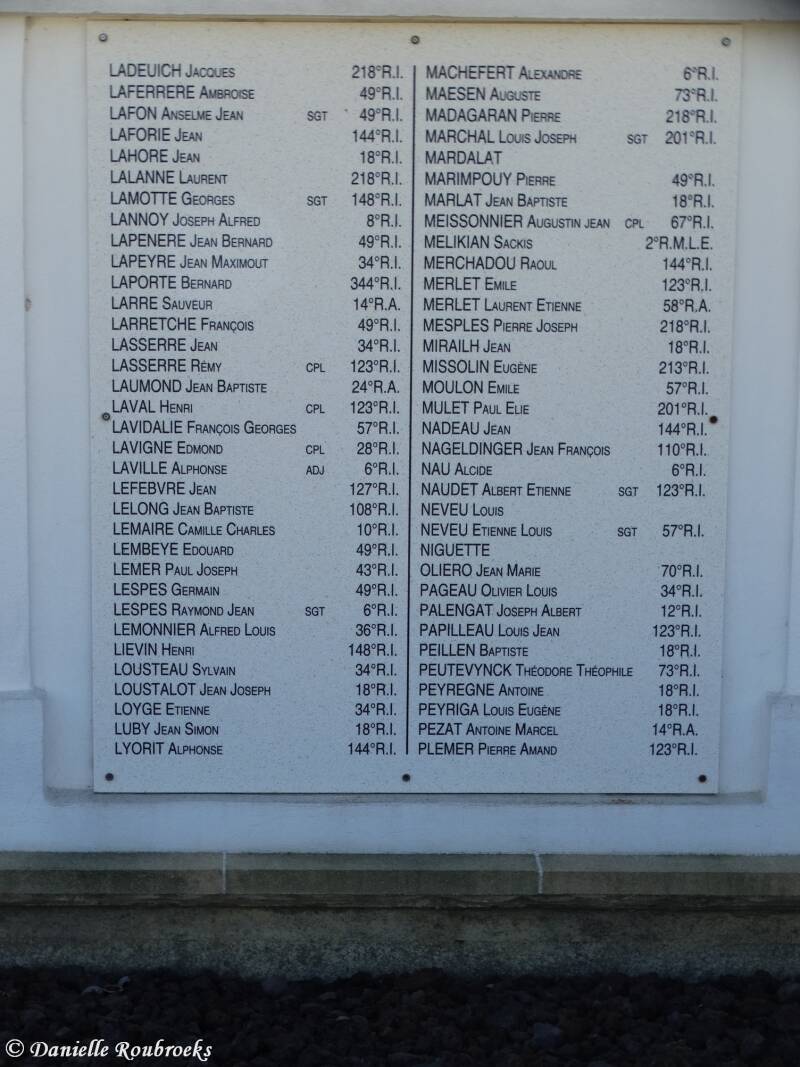 LADEUICH Jacques 218°R.I.
LAFERRERE Ambroise 49°R.I.
LAFON Anselme Jean SGT 49°R.I.
LAFORIE Jean 144°R.I.
LAHORE Jean 18°R.I.
LALANNE Laurent 218°R.I.
LAMOTTE Georges SGT 148°R.I.
LANNOY Joseph Alfred 8°R.I.
LAPENERE Jean Bernard 49°R.I.
LAPEYRE Jean Maximout 34°R.I.
LAPORTE Bernard 344°R.I.
LARRE Sauveur 14°R.A.
LARRETCHE François 49°R.I.
LASSERRE Jean 34°R.I.
LASSERRE Rémy CPL 123°R.I.
LAUMOND Jean Baptiste 24°R.A.
LAVAL Henri CPL 123°R.I.
LAVIDALIE François Georges 57°R.I.
LAVIGNE Edmond CPL 28°R.I.
LAVILLE Alphonse ADJ 6°R.I.
LEFEBVRE Jean 127°R.I.
LELONG Jean Baptiste 108°R.I.
LEMAIRE Camille Charles 10°R.I.
LEMBEYE Edouard 49°R.I.
LEMER Paul Joseph 43°R.I.
LESPES Germain 49°R.I.
LESPES Raymond Jean SGT 6°R.I.
LEMONNIER Alfred Louis 36°R.I.
LIEVIN Henri 148°R.I.
LOUSTEAU Sylvain 34°R.I.
LOUSTALOT Jean Joseph 18°R.I.
LOYGE Etienne 34°R.I.
LUBY Jean Simon 18°R.I.
LYORIT Alphonse 144°R.I.
MACHEFERT Alexandre 6°R.I.
MAESEN Auguste 73°R.I.
MADAGARAN Pierre 218°R.I.
MARCHAL Louis Joseph SGT 201°R.I.
MARDALAT
MARIMPOUY Pierre 49°R.I.
MARLAT Jean Baptiste 18°R.I.
MEISSONNIER Augustin jean CPL 67°R.I.
MELIKIAN Sackis 2°R.M.L.E.
MERCHADOU Raoul 144°R.I.
MERLET Emile 123°R.I.
MERLET Laurent Etienne 58°R.A.
MESPLES Pierre Joseph 218°R.I.
MIRAILH Jean 18°R.I.
MISSOLIN Eugène 213°R.I.
MOULON Emile 57°R.I.
MULET Paul Elie 201°R.I.
NADEAU Jean 144°R.I.
NAGELDINGER Jean François 110°R.I.
NAU Alcide 6°R.I.
NAUDET Albert Etienne SGT 123°R.I.
NEVEU Louis
NEVEU Etienne Louis SGT 57°R.I.
NIGUETTE
OLIERO Jean Marie 70°R.I.
PAGEAU Olivier Louis 34°R.I.
PALENGAT Joseph Albert 12°R.I.
PAPILLEAU Louis Jean 123°R.I.
PEILLEN Baptiste 18°R.I.
PEUTEVYNCK Théodore Théophile 73°R.I.
PEYREGNE Antoine 18°R.I.
PEYRIGA Louis Eugène 18°R.I.
PEZAT Antoine Marcel 14°R.A.
PLEMER Pierre Amand 123°R.I.
© Danielle Roubroeks